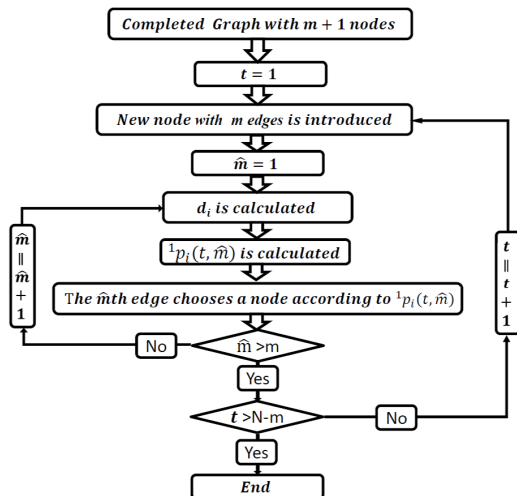 Completed Graph with m + 1 nodes
t = 1
New node with m edges is introduced
m̂ = 1
d_i is calculated
¹p_i(t, m̂) is calculated
The m̂th edge chooses a node according to ¹p_i(t, m̂)
m̂ >m
No
m̂ = m̂ + 1
Yes
t >N-m
No
t = t + 1
Yes
End